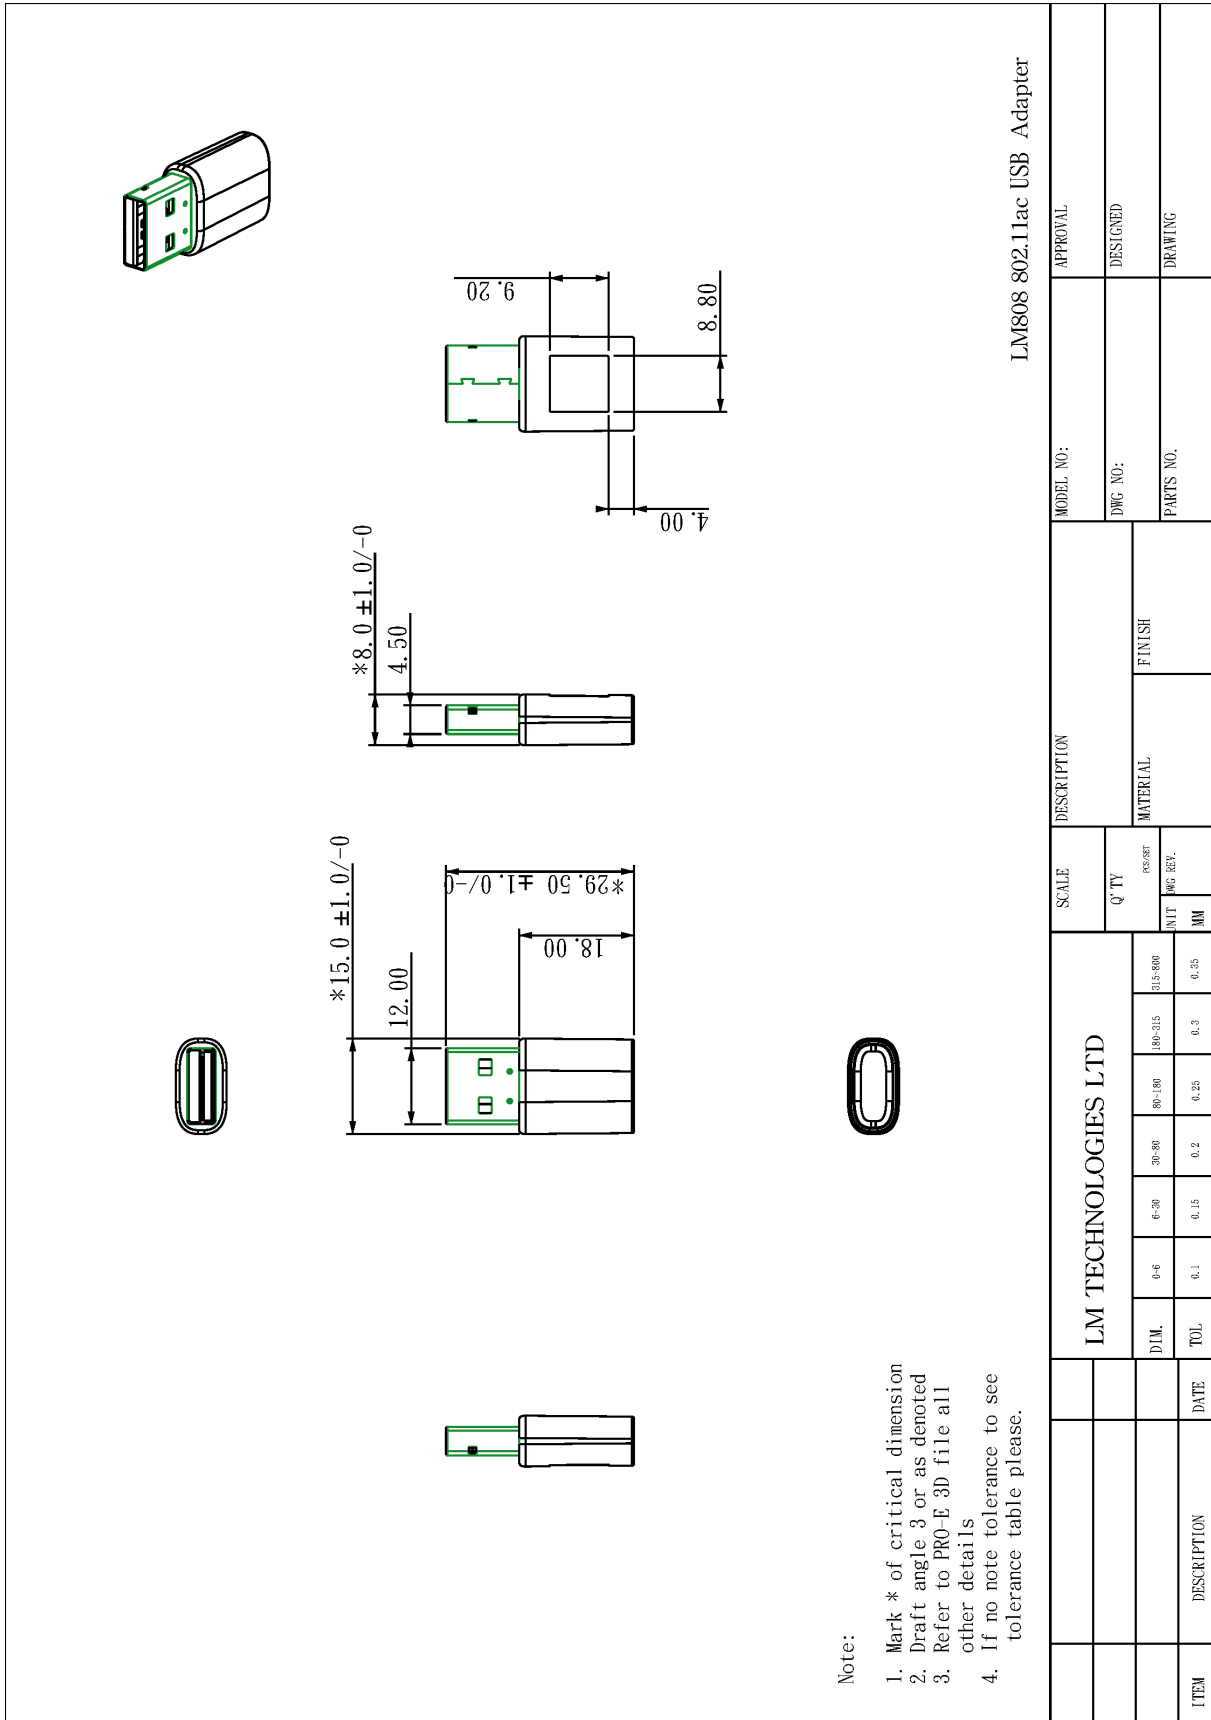 *15.0 ±1.0/-0
12.00
*29.50 ±1.0/-0
18.00
*8.0 ±1.0/-0
4.50
9.20
8.80
4.00
Note:
1. Mark * of critical dimension
2. Draft angle 3 or as denoted
3. Refer to PRO-E 3D file all
other details
4. If no note tolerance to see
tolerance table please.
LM808 802.11ac USB Adapter
ITEM
DESCRIPTION
DATE
LM TECHNOLOGIES LTD
DIM. 0-6 6-30 30-80 80-180 180-315 315-800
TOL 0.1 0.15 0.2 0.25 0.3 0.35
SCALE
Q'TY
PCS/SET
UNIT
MM
DWG REV.
DESCRIPTION
MATERIAL
FINISH
MODEL NO:
DWG NO:
PARTS NO.
APPROVAL
DESIGNED
DRAWING